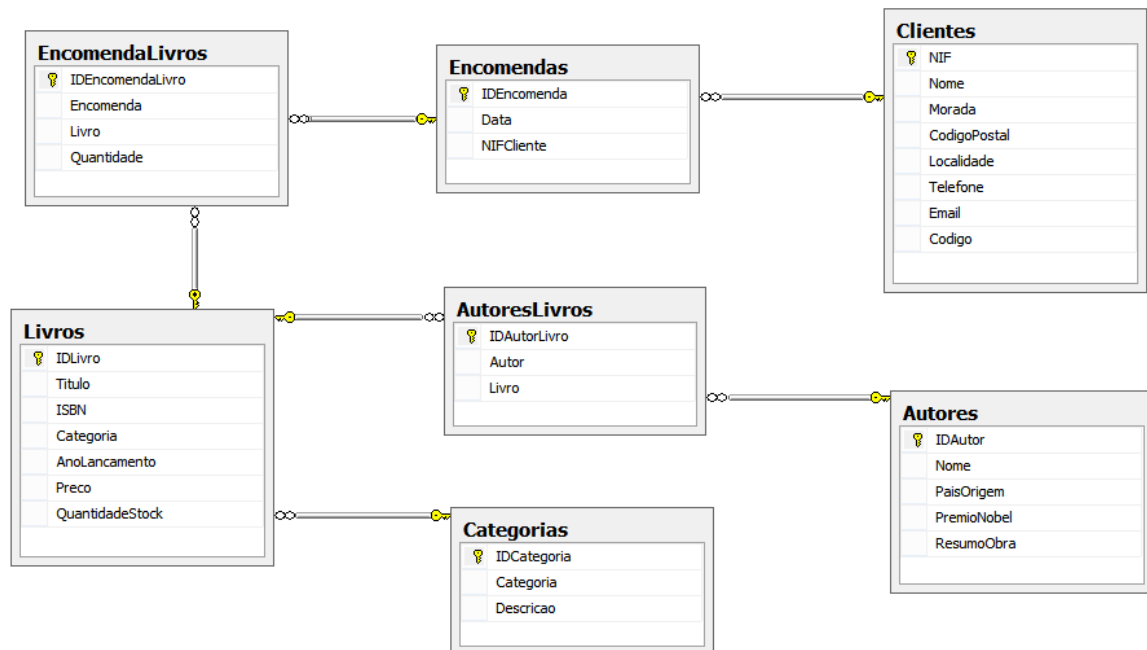 EncomendaLivros
IDEncomendaLivro
Encomenda
Livro
Quantidade
Encomendas
IDEncomenda
Data
NIFCliente
Clientes
NIF
Nome
Morada
CodigoPostal
Localidade
Telefone
Email
Codigo
Livros
IDLivro
Titulo
ISBN
Categoria
AnoLancamento
Preco
QuantidadeStock
AutoresLivros
IDAutorLivro
Autor
Livro
Autores
IDAutor
Nome
PaisOrigem
PremioNobel
ResumoObra
Categorias
IDCategoria
Categoria
Descricao